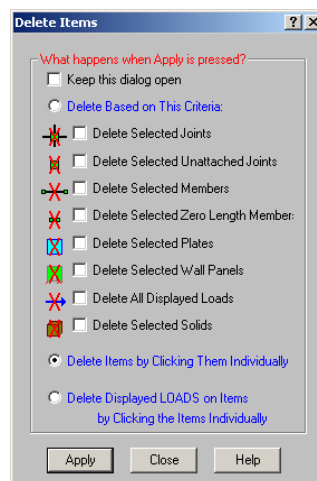 Delete Items
What happens when Apply is pressed?
Keep this dialog open
Delete Based on This Criteria:
Delete Selected Joints
Delete Selected Unattached Joints
Delete Selected Members
Delete Selected Zero Length Member
Delete Selected Plates
Delete Selected Wall Panels
Delete All Displayed Loads
Delete Selected Solids
Delete Items by Clicking Them Individually
Delete Displayed LOADS on Items
by Clicking the Items Individually
Apply Close Help